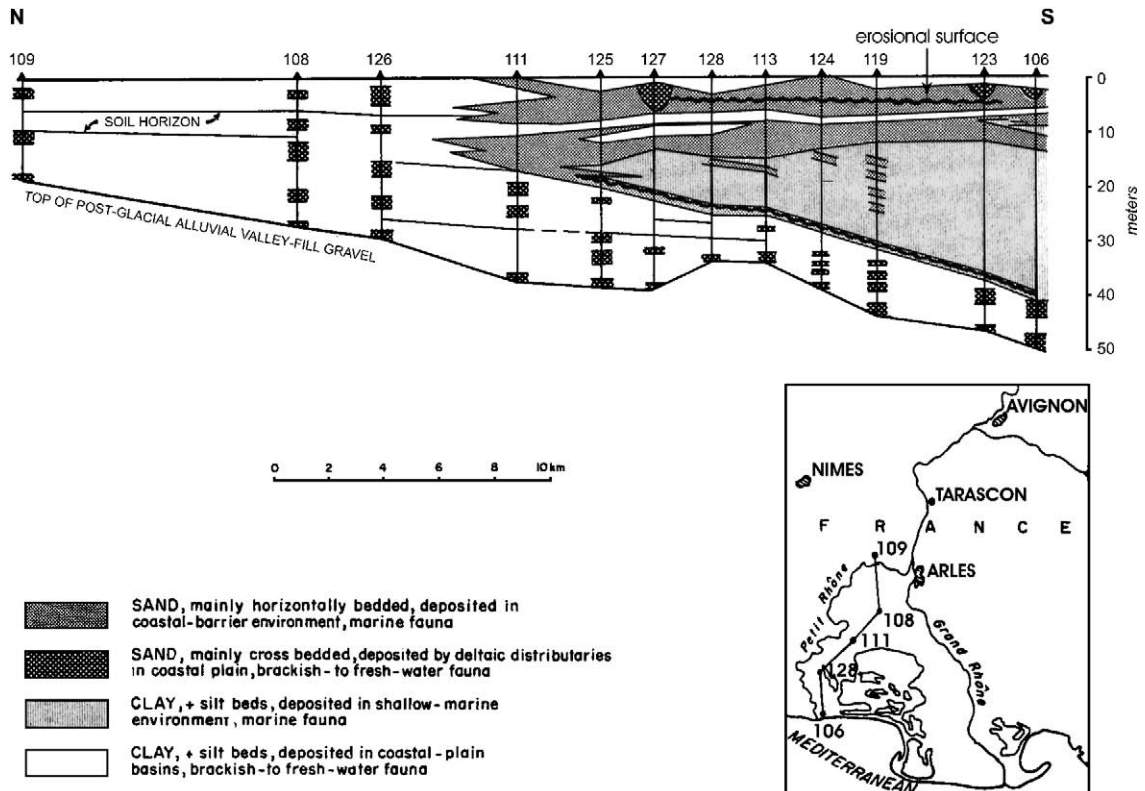 N
S
erosional surface
109
108
126
111
125
127
128
113
124
119
123
106
SOIL HORIZON
TOP OF POST-GLACIAL ALLUVIAL VALLEY-FILL GRAVEL
0
10
20
30
40
50
meters
0 2 4 6 8 10 km
SAND, mainly horizontally bedded, deposited in
coastal-barrier environment, marine fauna
SAND, mainly cross bedded, deposited by deltaic distributaries
in coastal plain, brackish-to fresh-water fauna
CLAY, + silt beds, deposited in shallow-marine
environment, marine fauna
CLAY, + silt beds, deposited in coastal-plain
basins, brackish-to fresh-water fauna
AVIGNON
NIMES
TARASCON
F R A N C E
109
ARLES
Petit Rhône
108
111
Grand Rhône
128
106
MEDITERRANEAN